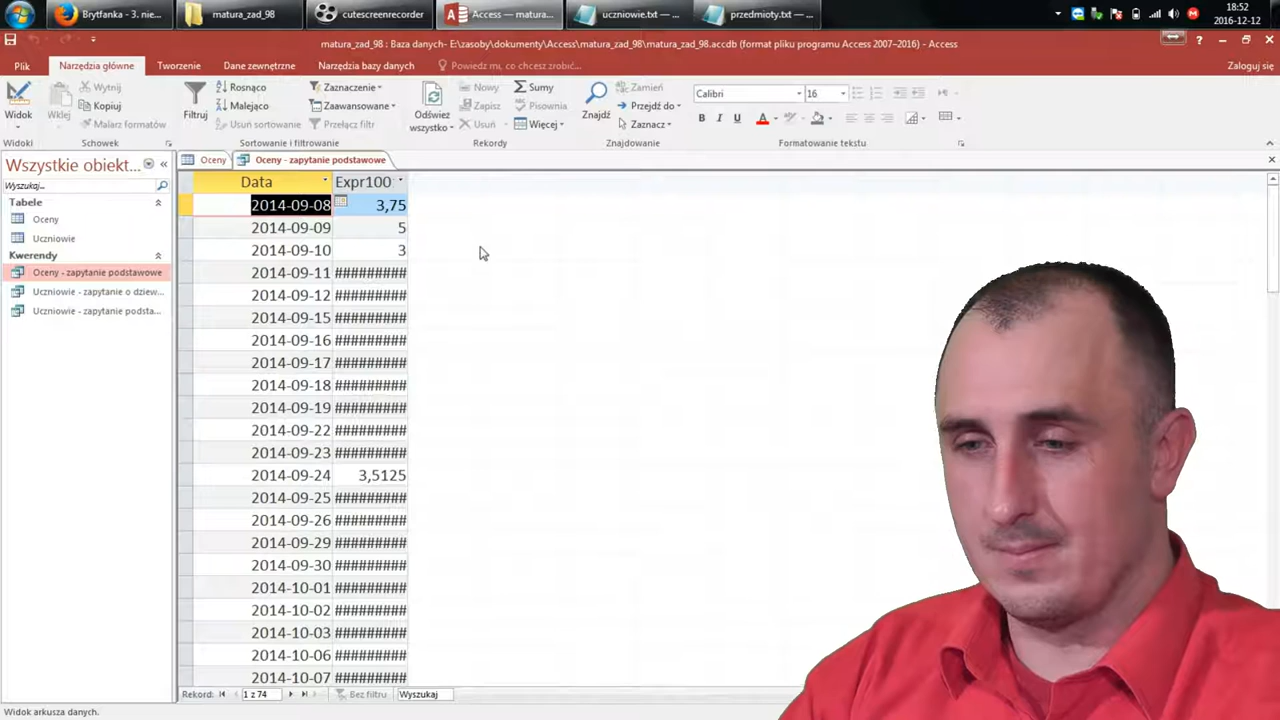 Brytfanka - 3. nie...
matura_zad_98
cutescreenrecorder
Access — matura...
uczniowie.txt — ...
przedmioty.txt — ...
18:52
2016-12-12
matura_zad_98 : Baza danych- E:\zasoby\dokumenty\Access\matura_zad_98\matura_zad_98.accdb (format pliku programu Access 2007–2016) - Access
Plik
Narzędzia główne
Tworzenie
Dane zewnętrzne
Narzędzia bazy danych
Powiedz mi, co chcesz zrobić...
Zaloguj się
Widok
Wklej
Wytnij
Kopiuj
Malarz formatów
Filtruj
Rosnąco
Malejąco
Usuń sortowanie
Zaznaczenie
Zaawansowane
Przełącz filtr
Odśwież wszystko
Nowy
Zapisz
Usuń
Sumy
Pisownia
Więcej
Znajdź
Zamień
Przejdź do
Zaznacz
Calibri
16
B I U
Widoki
Schowek
Sortowanie i filtrowanie
Rekordy
Znajdowanie
Formatowanie tekstu
Wszystkie obiekt...
Wyszukaj...
Tabele
Oceny
Uczniowie
Kwerendy
Oceny - zapytanie podstawowe
Uczniowie - zapytanie o dziew...
Uczniowie - zapytanie podsta...
Oceny
Oceny - zapytanie podstawowe
Data Expr100
2014-09-08 3,75
2014-09-09 5
2014-09-10 3
2014-09-11 #########
2014-09-12 #########
2014-09-15 #########
2014-09-16 #########
2014-09-17 #########
2014-09-18 #########
2014-09-19 #########
2014-09-22 #########
2014-09-23 #########
2014-09-24 3,5125
2014-09-25 #########
2014-09-26 #########
2014-09-29 #########
2014-09-30 #########
2014-10-01 #########
2014-10-02 #########
2014-10-03 #########
2014-10-06 #########
2014-10-07 #########
Rekord: 1 z 74
Bez filtru
Wyszukaj
Widok arkusza danych.